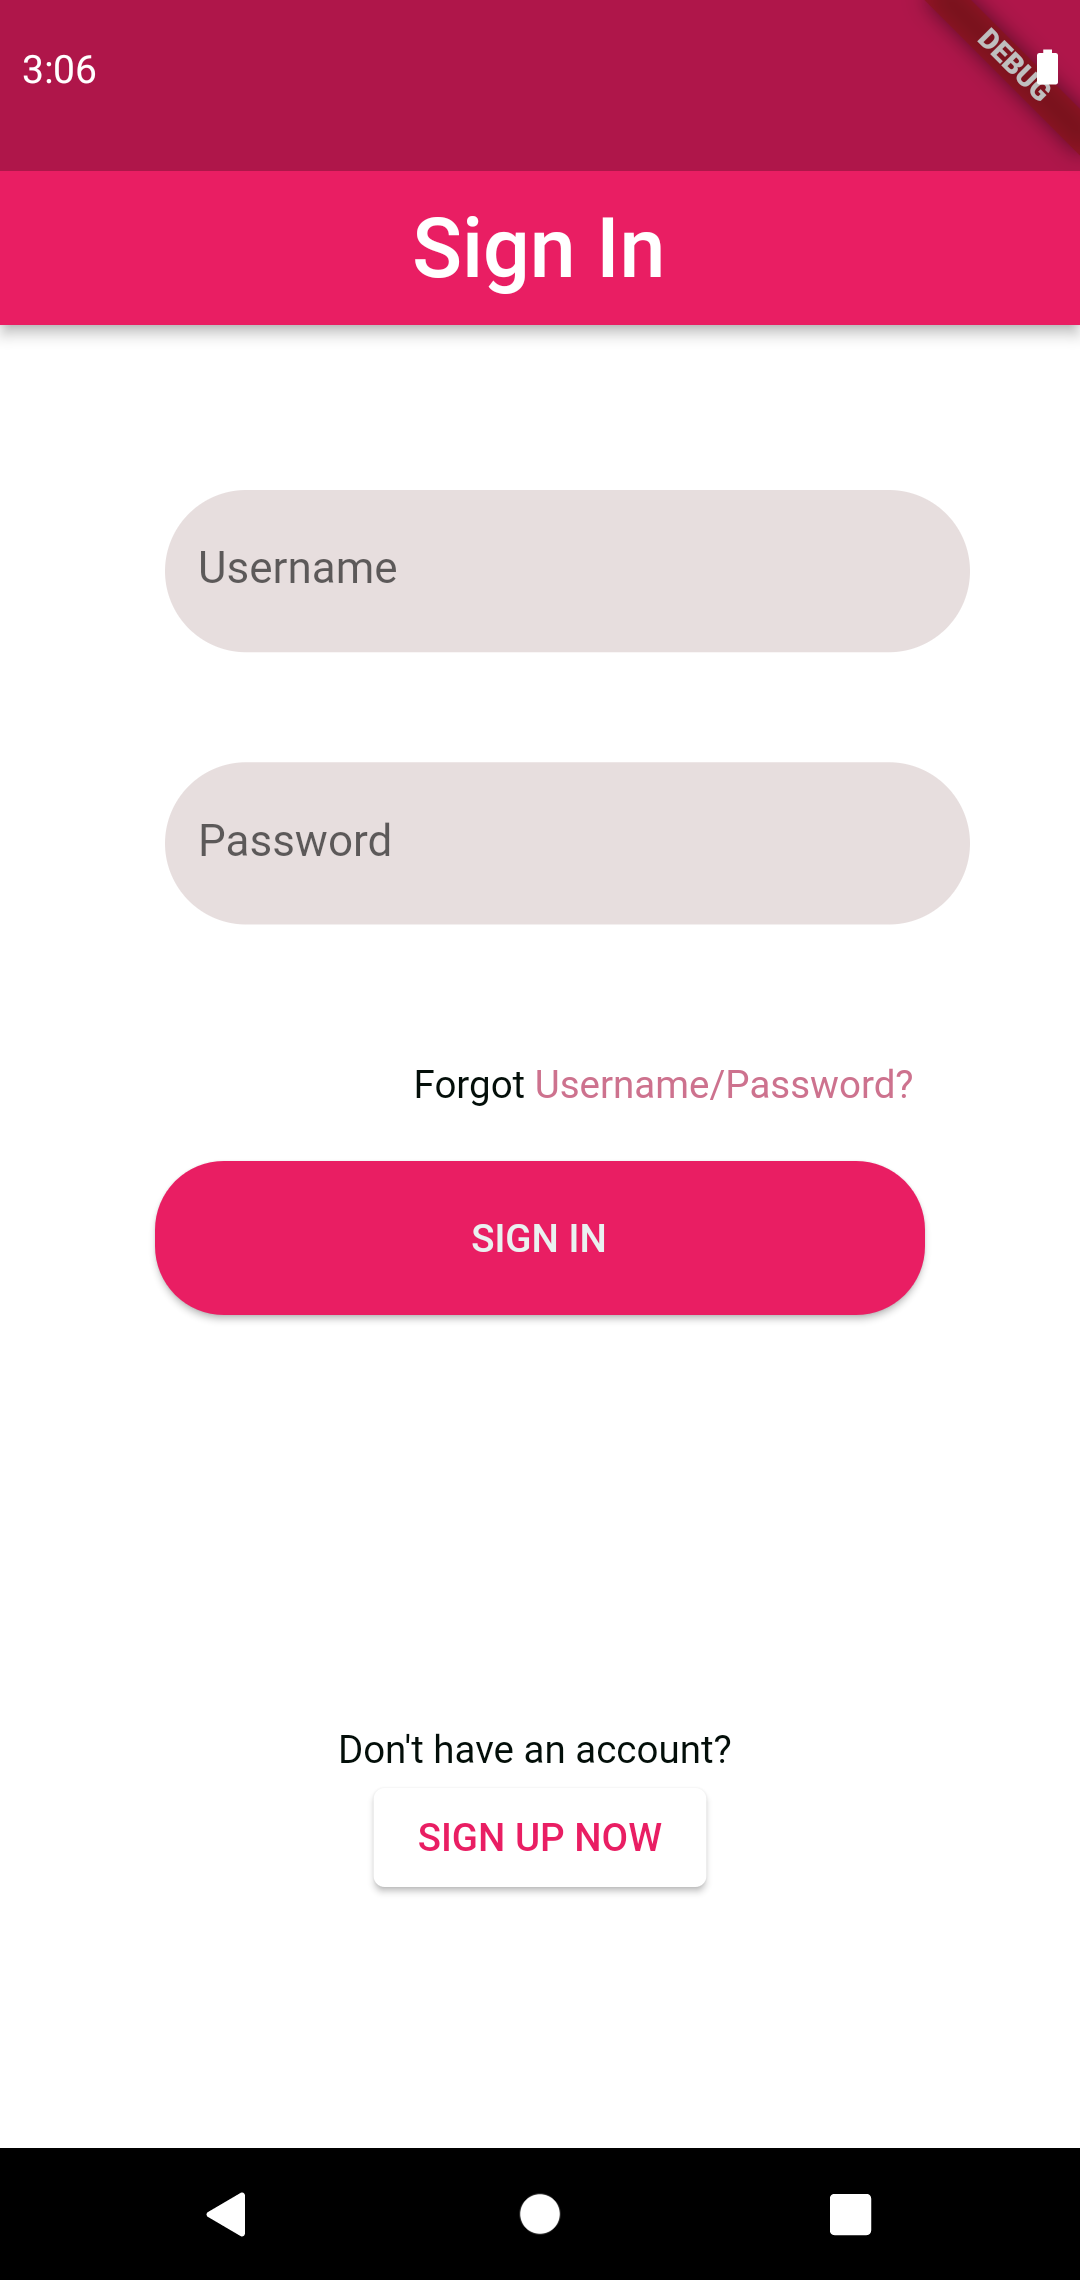 3:06
DEBUG
Sign In
Username
Password
Forgot Username/Password?
SIGN IN
Don't have an account?
SIGN UP NOW